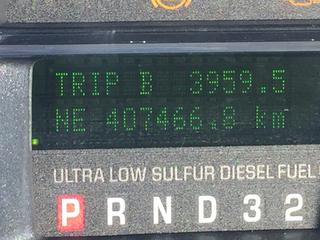 TRIP B 3959.5
NE 407466.8 km
ULTRA LOW SULFUR DIESEL FUEL
P R N D 3 2